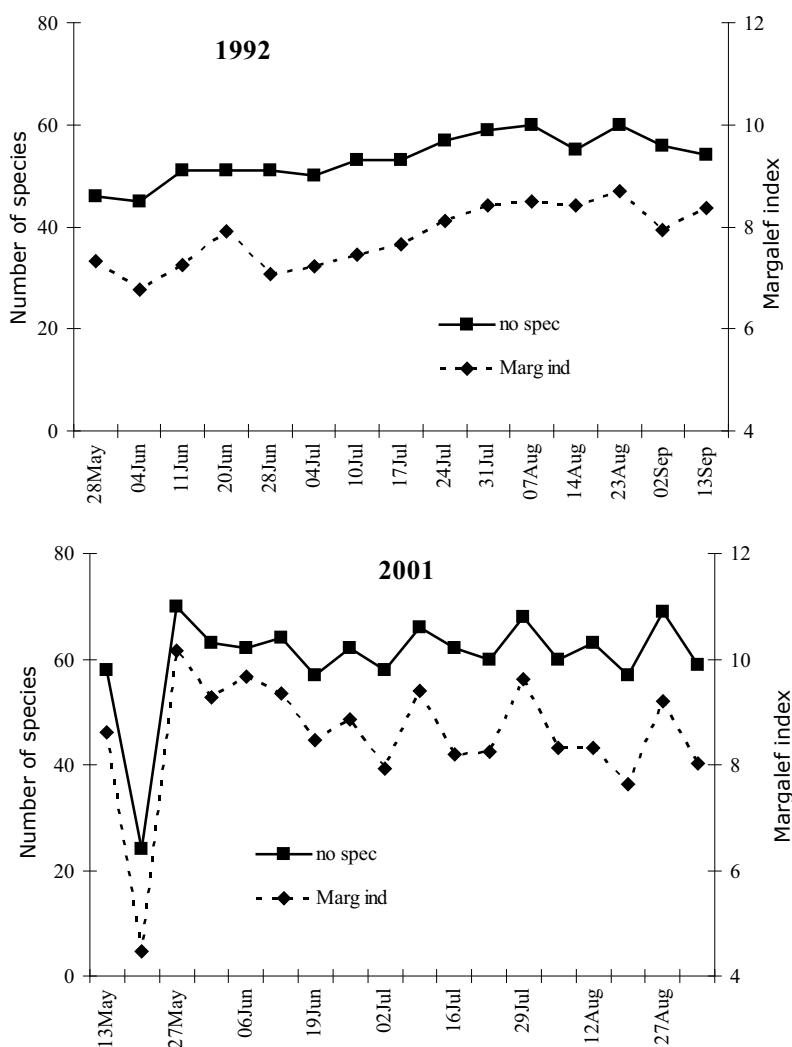 1992
Number of species
Margalef index
80
60
40
20
0
12
10
8
6
4
no spec
Marg ind
28May
04Jun
11Jun
20Jun
28Jun
04Jul
10Jul
17Jul
24Jul
31Jul
07Aug
14Aug
23Aug
02Sep
13Sep
2001
Number of species
Margalef index
80
60
40
20
0
12
10
8
6
4
no spec
Marg ind
13May
27May
06Jun
19Jun
02Jul
16Jul
29Jul
12Aug
27Aug